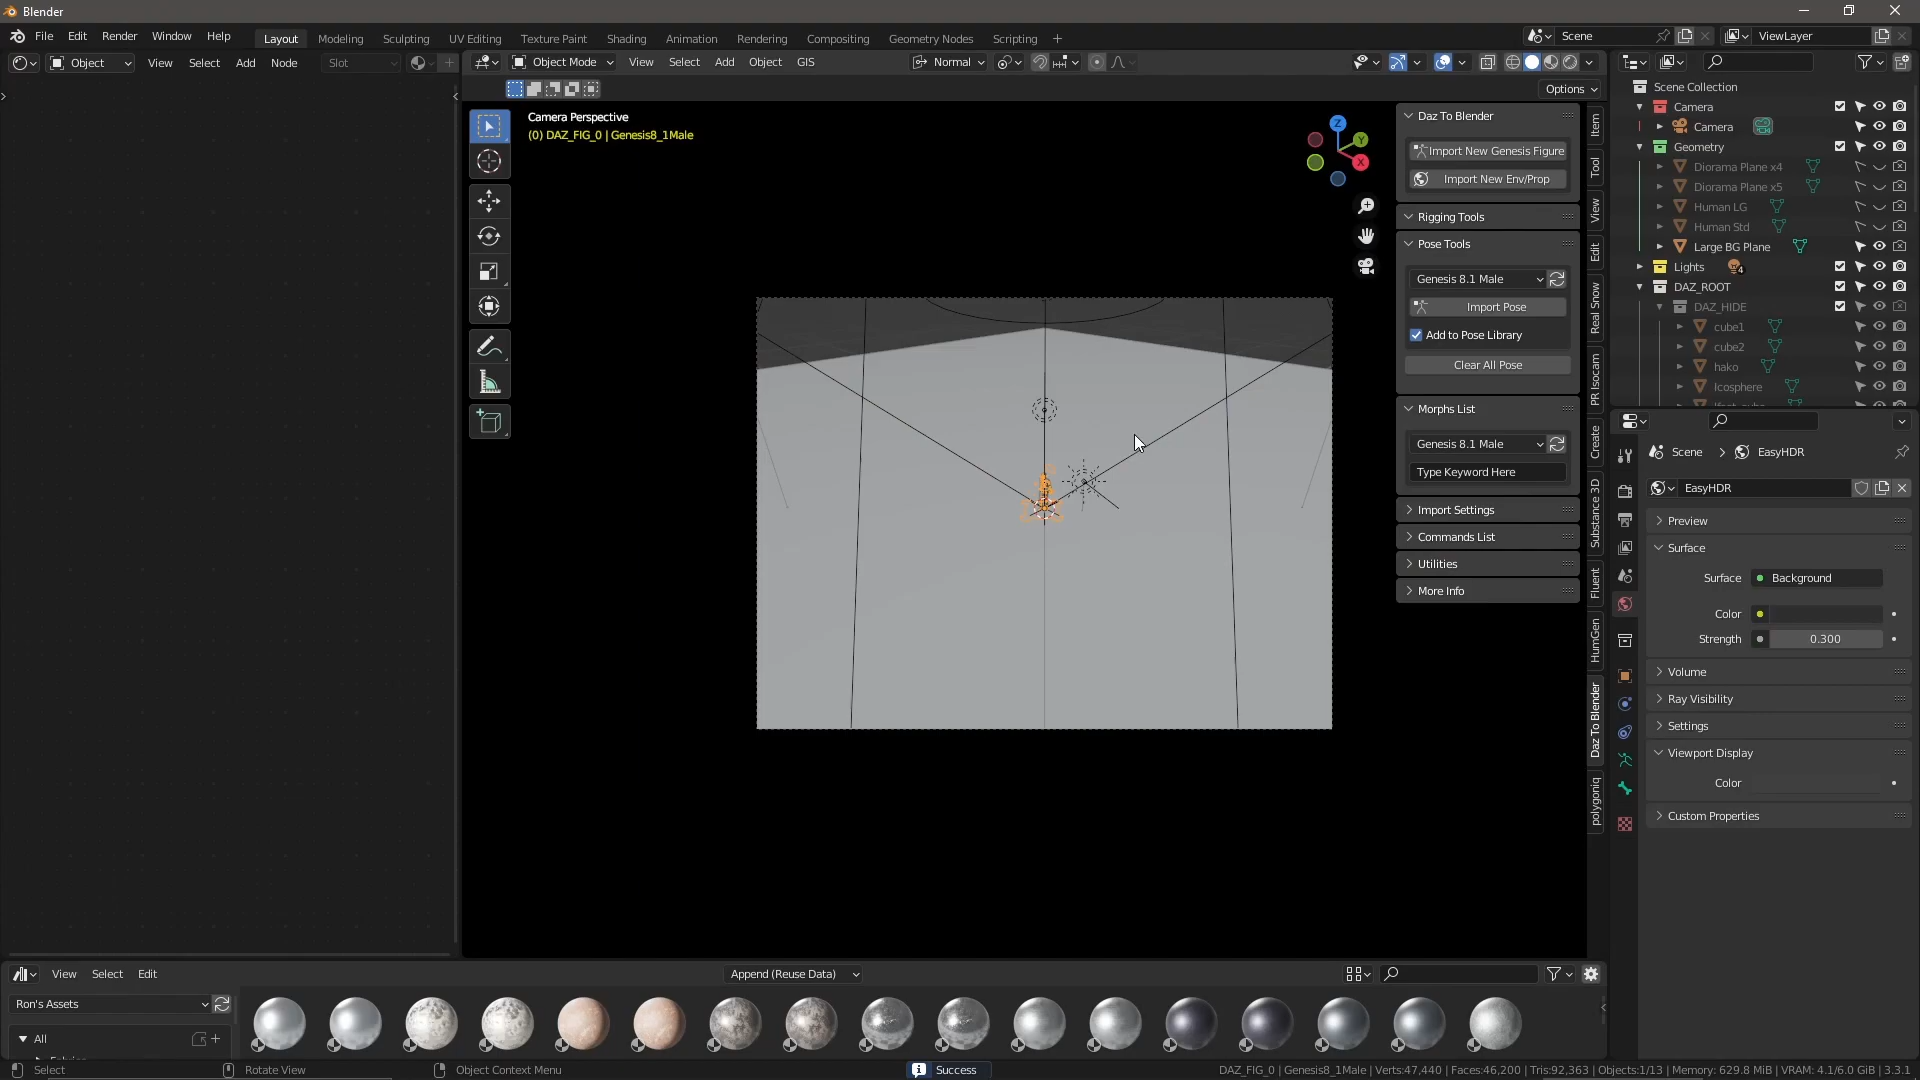 Blender
File Edit Render Window Help
Layout Modeling Sculpting UV Editing Texture Paint Shading Animation Rendering Compositing Geometry Nodes Scripting +
Scene
ViewLayer
Object View Select Add Node Slot
Object Mode View Select Add Object GIS
Normal
Options
Camera Perspective
(0) DAZ_FIG_0 | Genesis8_1Male
Z
Y
X
Daz To Blender
Import New Genesis Figure
Import New Env/Prop
Rigging Tools
Pose Tools
Genesis 8.1 Male
Import Pose
Add to Pose Library
Clear All Pose
Morphs List
Genesis 8.1 Male
Type Keyword Here
Import Settings
Commands List
Utilities
More Info
Item
Tool
View
Edit
Real Snow
PR Isocam
Create
Substance 3D
Fluent
HumGen
Daz To Blender
polygoniq
Scene Collection
Camera
Camera
Geometry
Diorama Plane x4
Diorama Plane x5
Human LG
Human Std
Large BG Plane
Lights 4
DAZ_ROOT
DAZ_HIDE
cube1
cube2
hako
Icosphere
Scene > EasyHDR
EasyHDR
Preview
Surface
Surface Background
Color
Strength 0.300
Volume
Ray Visibility
Settings
Viewport Display
Color
Custom Properties
View Select Edit
Append (Reuse Data)
Ron's Assets
All
Select
Rotate View
Object Context Menu
Success
DAZ_FIG_0 | Genesis8_1Male | Verts:47,440 | Faces:46,200 | Tris:92,363 | Objects:1/13 | Memory: 629.8 MiB | VRAM: 4.1/6.0 GiB | 3.3.1